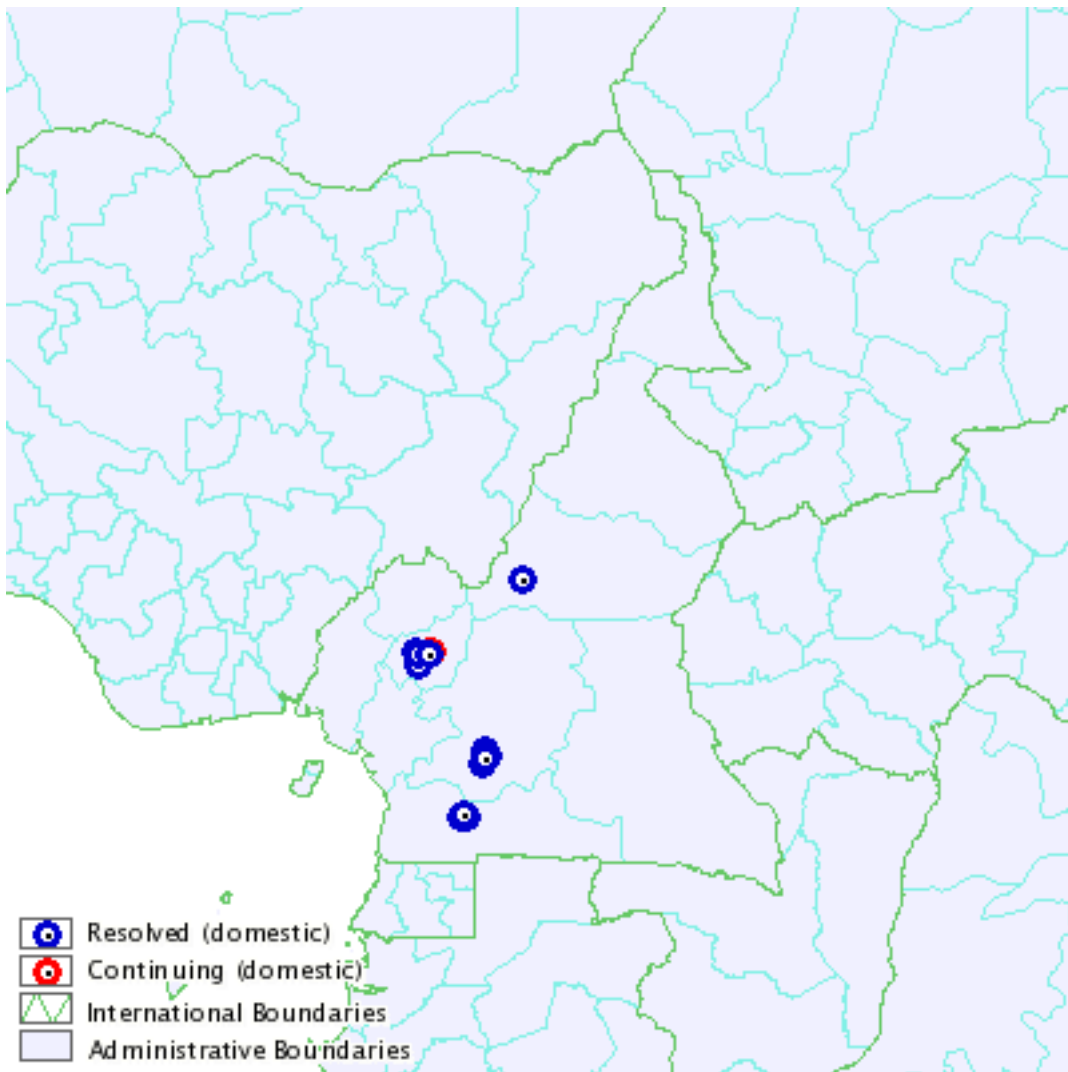 Resolved (domestic)
Continuing (domestic)
International Boundaries
Administrative Boundaries